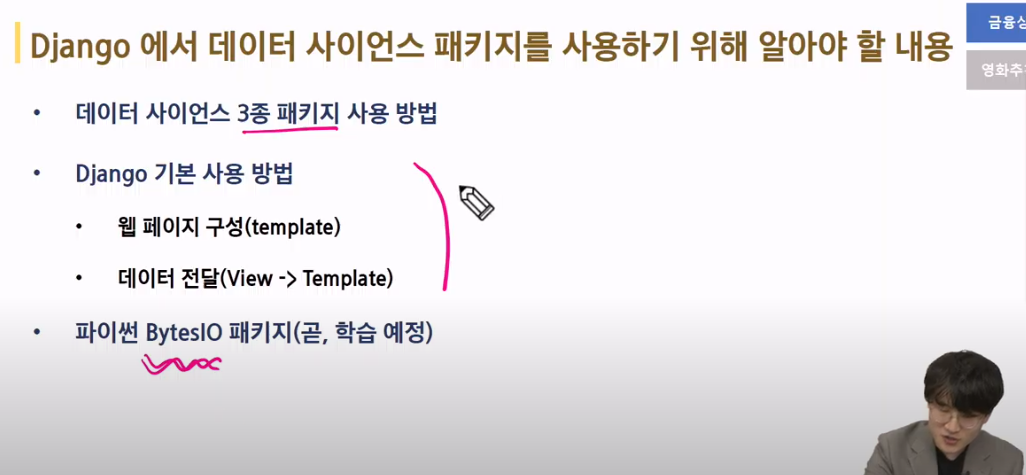 Django 에서 데이터 사이언스 패키지를 사용하기 위해 알아야 할 내용
금융상
영화추
• 데이터 사이언스 3종 패키지 사용 방법
• Django 기본 사용 방법
• 웹 페이지 구성(template)
• 데이터 전달(View -> Template)
• 파이썬 BytesIO 패키지(곧, 학습 예정)